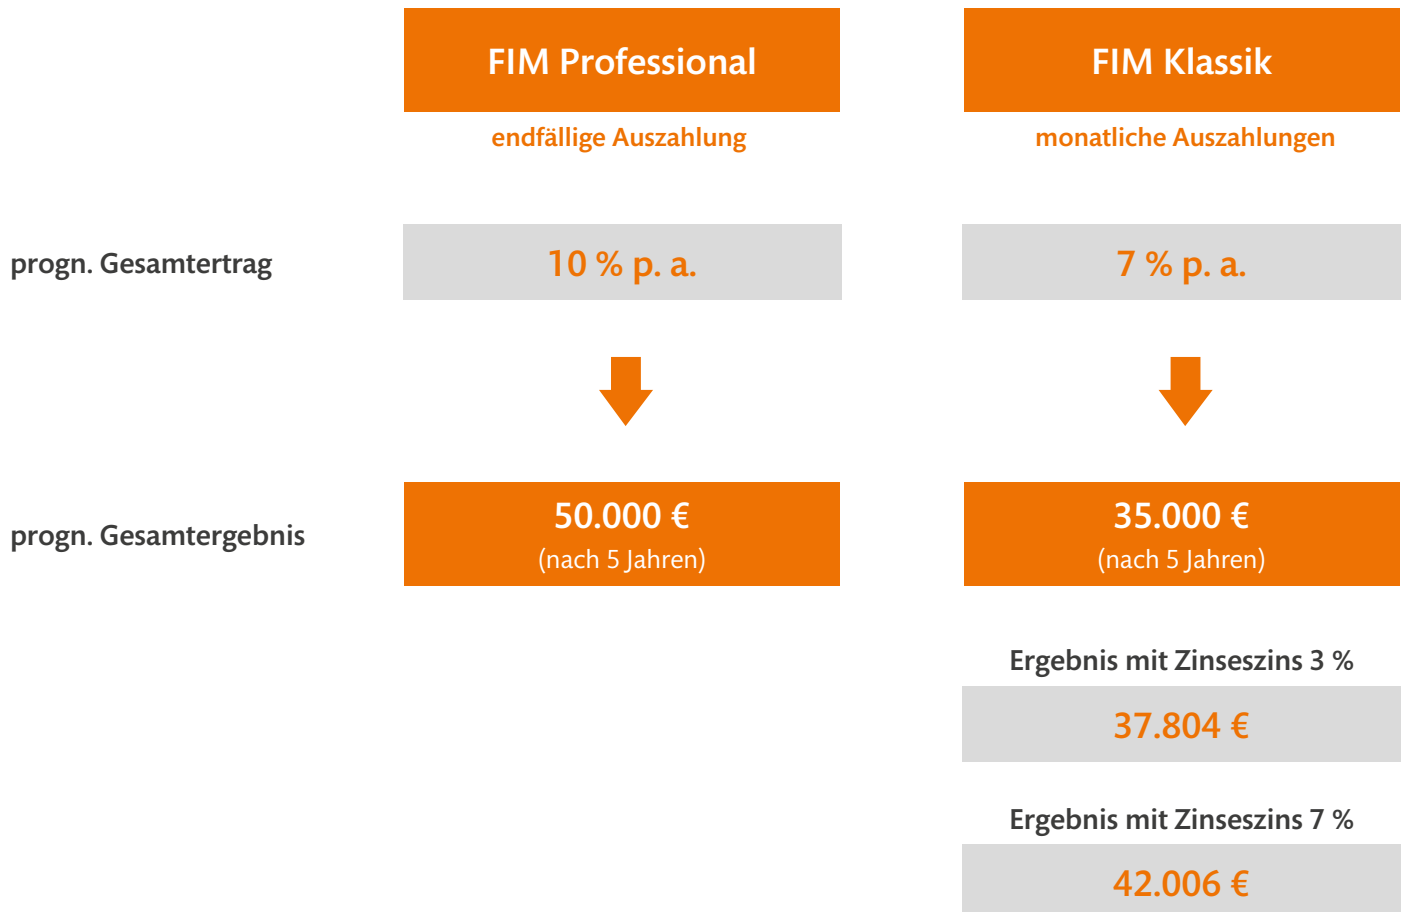 FIM Professional
FIM Klassik
endfällige Auszahlung
monatliche Auszahlungen
progn. Gesamtertrag
10 % p. a.
7 % p. a.
progn. Gesamtergebnis
50.000 €
(nach 5 Jahren)
35.000 €
(nach 5 Jahren)
Ergebnis mit Zinseszins 3 %
37.804 €
Ergebnis mit Zinseszins 7 %
42.006 €